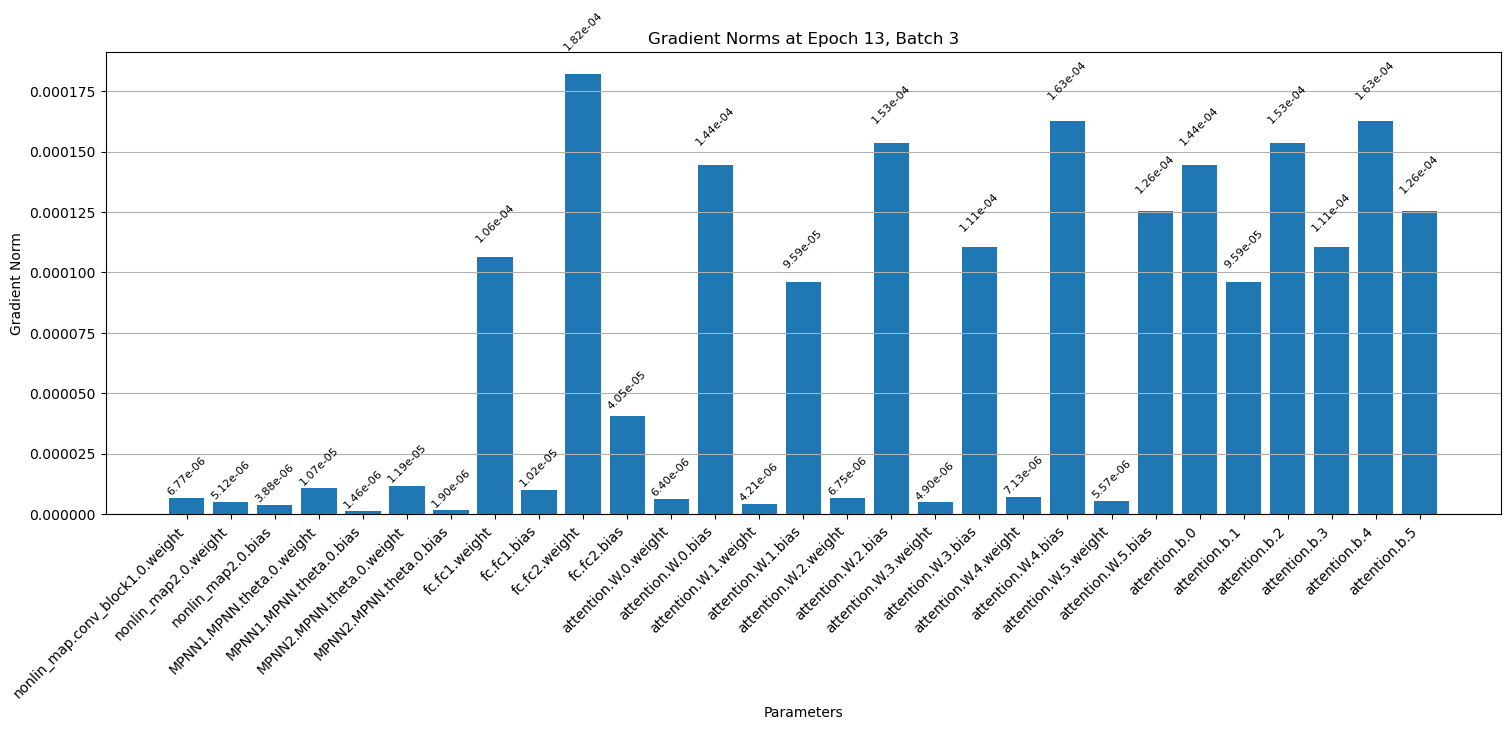 Gradient Norms at Epoch 13, Batch 3
Gradient Norm
0.000175
0.000150
0.000125
0.000100
0.000075
0.000050
0.000025
0.000000
6.77e-06
5.12e-06
3.88e-06
1.07e-05
1.46e-06
1.19e-05
1.90e-06
1.06e-04
1.02e-05
1.82e-04
4.05e-05
6.40e-06
1.44e-04
4.21e-06
9.59e-05
6.75e-06
1.53e-04
4.90e-06
1.11e-04
7.13e-06
1.63e-04
5.57e-06
1.26e-04
1.44e-04
9.59e-05
1.53e-04
1.11e-04
1.63e-04
1.26e-04
nonlin_map.conv_block1.0.weight
nonlin_map2.0.weight
nonlin_map2.0.bias
MPNN1.MPNN.theta.0.weight
MPNN1.MPNN.theta.0.bias
MPNN2.MPNN.theta.0.weight
MPNN2.MPNN.theta.0.bias
fc.fc1.weight
fc.fc1.bias
fc.fc2.weight
fc.fc2.bias
attention.W.0.weight
attention.W.0.bias
attention.W.1.weight
attention.W.1.bias
attention.W.2.weight
attention.W.2.bias
attention.W.3.weight
attention.W.3.bias
attention.W.4.weight
attention.W.4.bias
attention.W.5.weight
attention.W.5.bias
attention.b.0
attention.b.1
attention.b.2
attention.b.3
attention.b.4
attention.b.5
Parameters